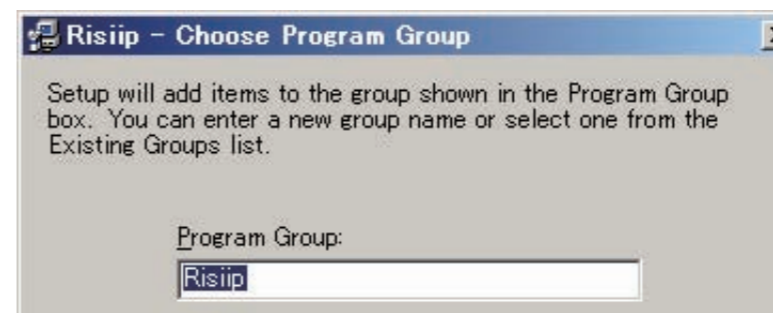 Risiip - Choose Program Group
Setup will add items to the group shown in the Program Group
box. You can enter a new group name or select one from the
Existing Groups list.
Program Group:
Risiip